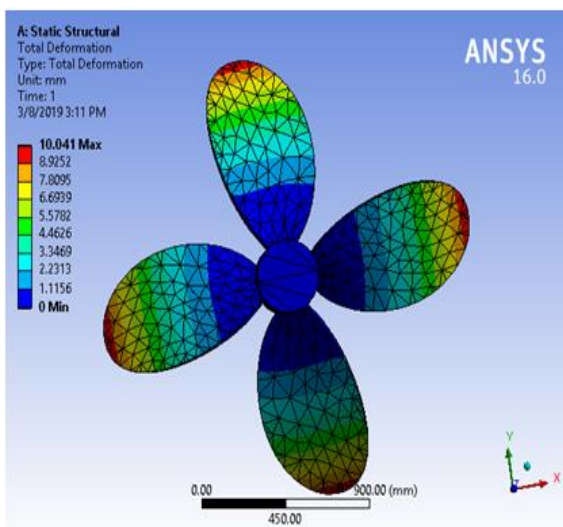 A: Static Structural
Total Deformation
Type: Total Deformation
Unit: mm
Time: 1
3/8/2019 3:11 PM
ANSYS
16.0
10.041 Max
8.9252
7.8095
6.6939
5.5782
4.4626
3.3469
2.2313
1.1156
0 Min
0.00
900.00 (mm)
450.00
Y
X
Z